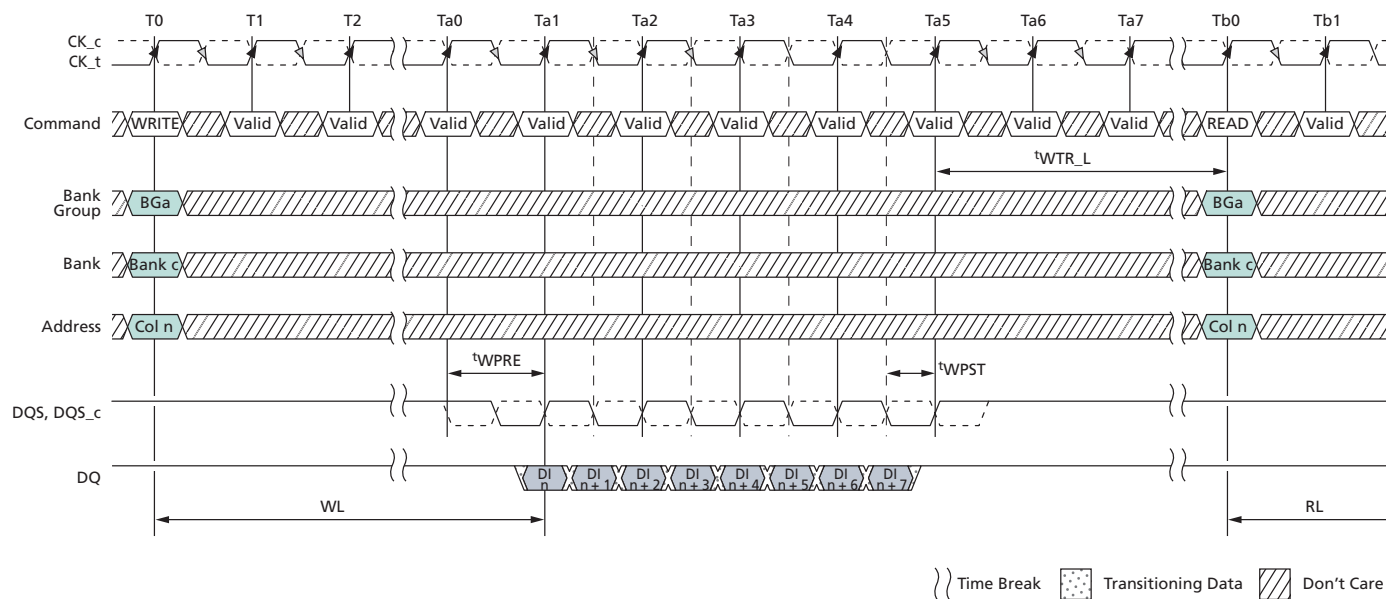 T0 T1 T2 Ta0 Ta1 Ta2 Ta3 Ta4 Ta5 Ta6 Ta7 Tb0 Tb1
CK_c
CK_t
Command WRITE Valid Valid Valid Valid Valid Valid Valid Valid Valid Valid READ Valid
tWTR_L
Bank Group BGa BGa
Bank Bank c Bank c
Address Col n Col n
tWPRE tWPST
DQS, DQS_c
DQ DI n DI n + 1 DI n + 2 DI n + 3 DI n + 4 DI n + 5 DI n + 6 DI n + 7
WL RL
Time Break Transitioning Data Don’t Care